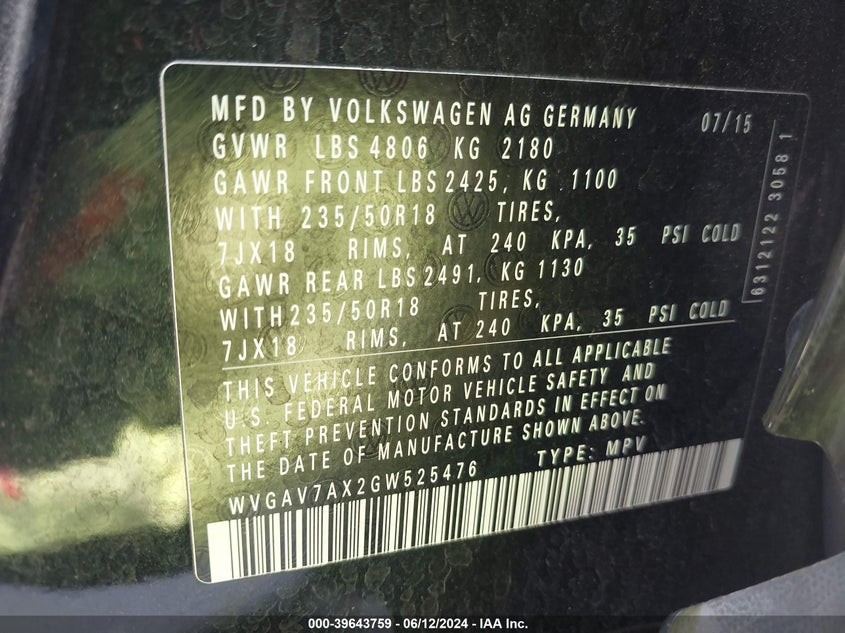 MFD BY VOLKSWAGEN AG GERMANY 07/15
GVWR LBS 4806 KG 2180
GAWR FRONT LBS 2425, KG 1100
WITH 235/50R18 TIRES,
7JX18 RIMS, AT 240 KPA, 35 PSI COLD
GAWR REAR LBS 2491, KG 1130
WITH 235/50R18 TIRES,
7JX18 RIMS, AT 240 KPA, 35 PSI COLD
THIS VEHICLE CONFORMS TO ALL APPLICABLE
U.S. FEDERAL MOTOR VEHICLE SAFETY AND
THEFT PREVENTION STANDARDS IN EFFECT ON
THE DATE OF MANUFACTURE SHOWN ABOVE.
WVGAV7AX2GW525476 TYPE: MPV
6312122 3058 1
000-39643759 - 06/12/2024 - IAA Inc.